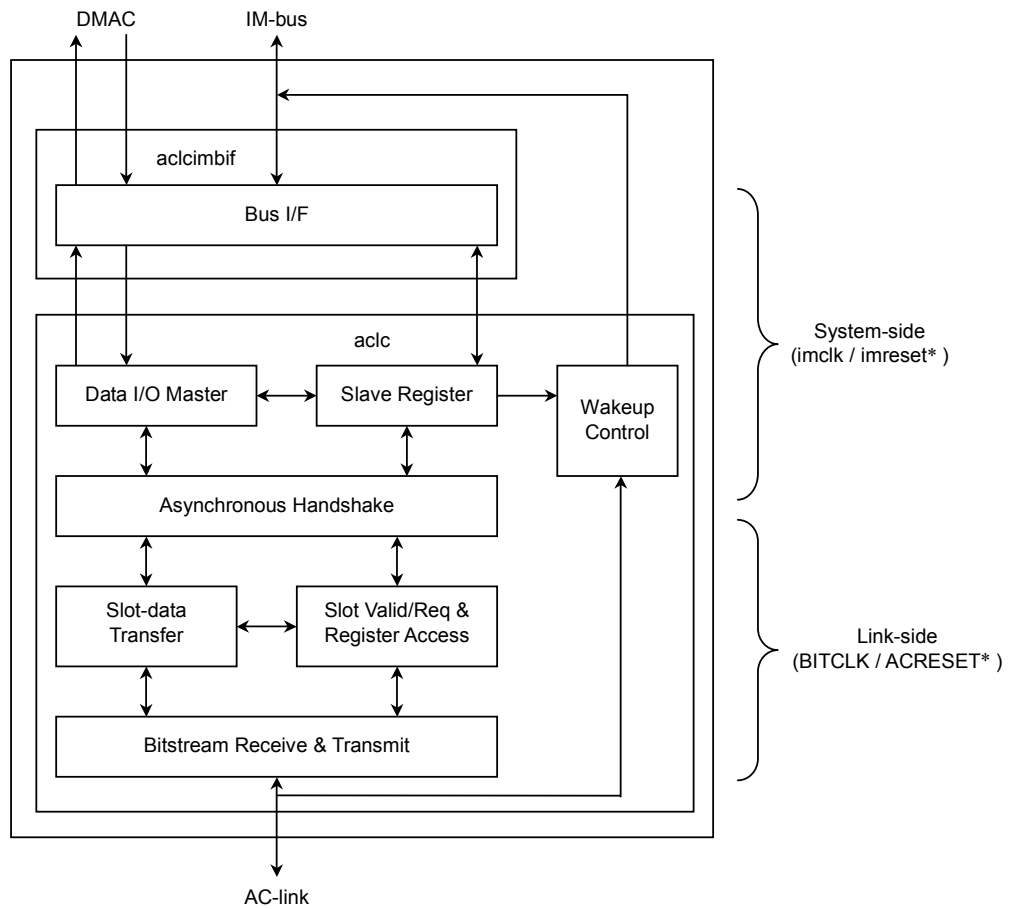 DMAC
IM-bus
aclcimbif
Bus I/F
aclc
Data I/O Master
Slave Register
Wakeup
Control
Asynchronous Handshake
Slot-data
Transfer
Slot Valid/Req &
Register Access
Bitstream Receive & Transmit
AC-link
System-side
(imclk / imreset* )
Link-side
(BITCLK / ACRESET* )